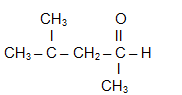 CH₃ O
CH₃ – C – CH₂ – C – H
CH₃